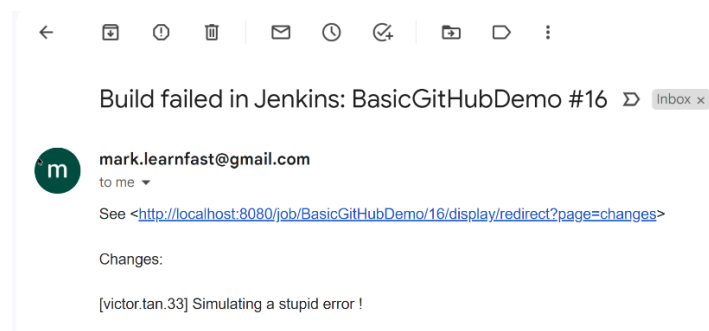 Build failed in Jenkins: BasicGitHubDemo #16 Inbox x
m
mark.learnfast@gmail.com
to me
See <http://localhost:8080/job/BasicGitHubDemo/16/display/redirect?page=changes>
Changes:
[victor.tan.33] Simulating a stupid error !